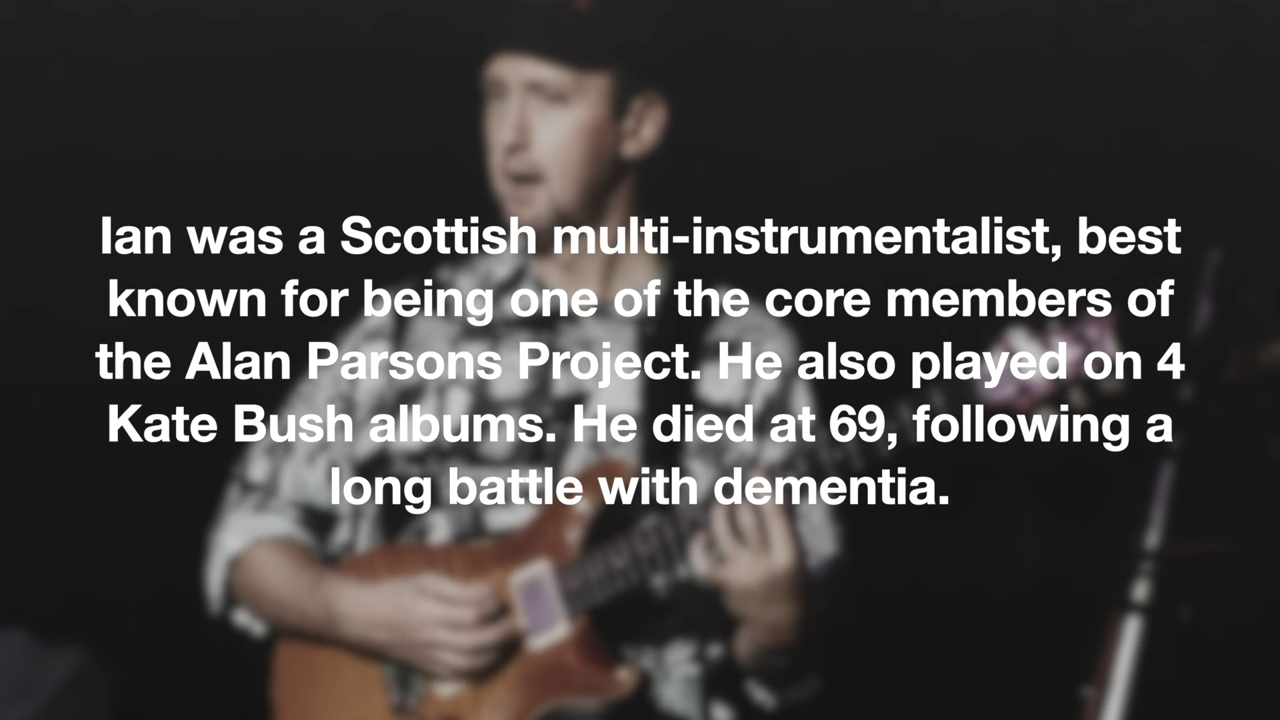 Ian was a Scottish multi-instrumentalist, best
known for being one of the core members of
the Alan Parsons Project. He also played on 4
Kate Bush albums. He died at 69, following a
long battle with dementia.